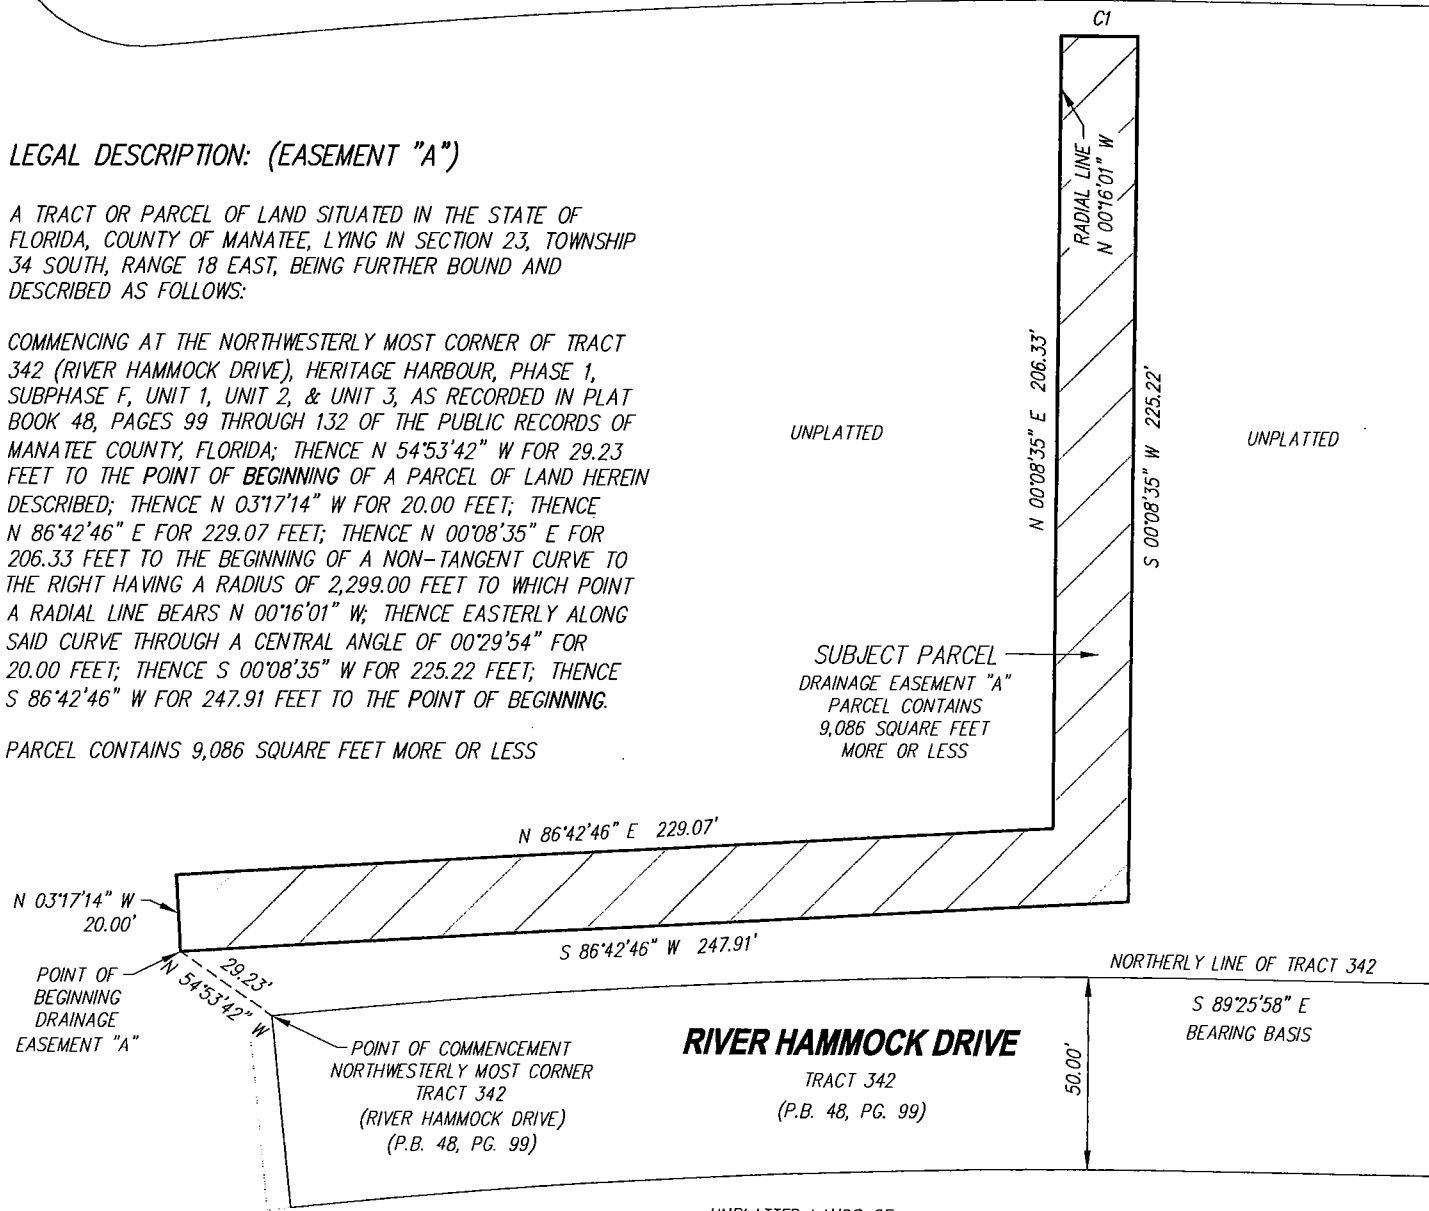 C1
LEGAL DESCRIPTION: (EASEMENT "A")
A TRACT OR PARCEL OF LAND SITUATED IN THE STATE OF
FLORIDA, COUNTY OF MANATEE, LYING IN SECTION 23, TOWNSHIP
34 SOUTH, RANGE 18 EAST, BEING FURTHER BOUND AND
DESCRIBED AS FOLLOWS:
COMMENCING AT THE NORTHWESTERLY MOST CORNER OF TRACT
342 (RIVER HAMMOCK DRIVE), HERITAGE HARBOUR, PHASE 1,
SUBPHASE F, UNIT 1, UNIT 2, & UNIT 3, AS RECORDED IN PLAT
BOOK 48, PAGES 99 THROUGH 132 OF THE PUBLIC RECORDS OF
MANATEE COUNTY, FLORIDA; THENCE N 54°53'42" W FOR 29.23
FEET TO THE POINT OF BEGINNING OF A PARCEL OF LAND HEREIN
DESCRIBED; THENCE N 03°17'14" W FOR 20.00 FEET; THENCE
N 86°42'46" E FOR 229.07 FEET; THENCE N 00°08'35" E FOR
206.33 FEET TO THE BEGINNING OF A NON-TANGENT CURVE TO
THE RIGHT HAVING A RADIUS OF 2,299.00 FEET TO WHICH POINT
A RADIAL LINE BEARS N 00°16'01" W; THENCE EASTERLY ALONG
SAID CURVE THROUGH A CENTRAL ANGLE OF 00°29'54" FOR
20.00 FEET; THENCE S 00°08'35" W FOR 225.22 FEET; THENCE
S 86°42'46" W FOR 247.91 FEET TO THE POINT OF BEGINNING.
PARCEL CONTAINS 9,086 SQUARE FEET MORE OR LESS
RADIAL LINE
N 00°16'01" W
N 00°08'35" E 206.33'
S 00°08'35" W 225.22'
UNPLATTED
UNPLATTED
SUBJECT PARCEL
DRAINAGE EASEMENT "A"
PARCEL CONTAINS
9,086 SQUARE FEET
MORE OR LESS
N 86°42'46" E 229.07'
N 03°17'14" W
20.00'
S 86°42'46" W 247.91'
29.23'
N 54°53'42" W
POINT OF
BEGINNING
DRAINAGE
EASEMENT "A"
POINT OF COMMENCEMENT
NORTHWESTERLY MOST CORNER
TRACT 342
(RIVER HAMMOCK DRIVE)
(P.B. 48, PG. 99)
RIVER HAMMOCK DRIVE
TRACT 342
(P.B. 48, PG. 99)
50.00'
NORTHERLY LINE OF TRACT 342
S 89°25'58" E
BEARING BASIS